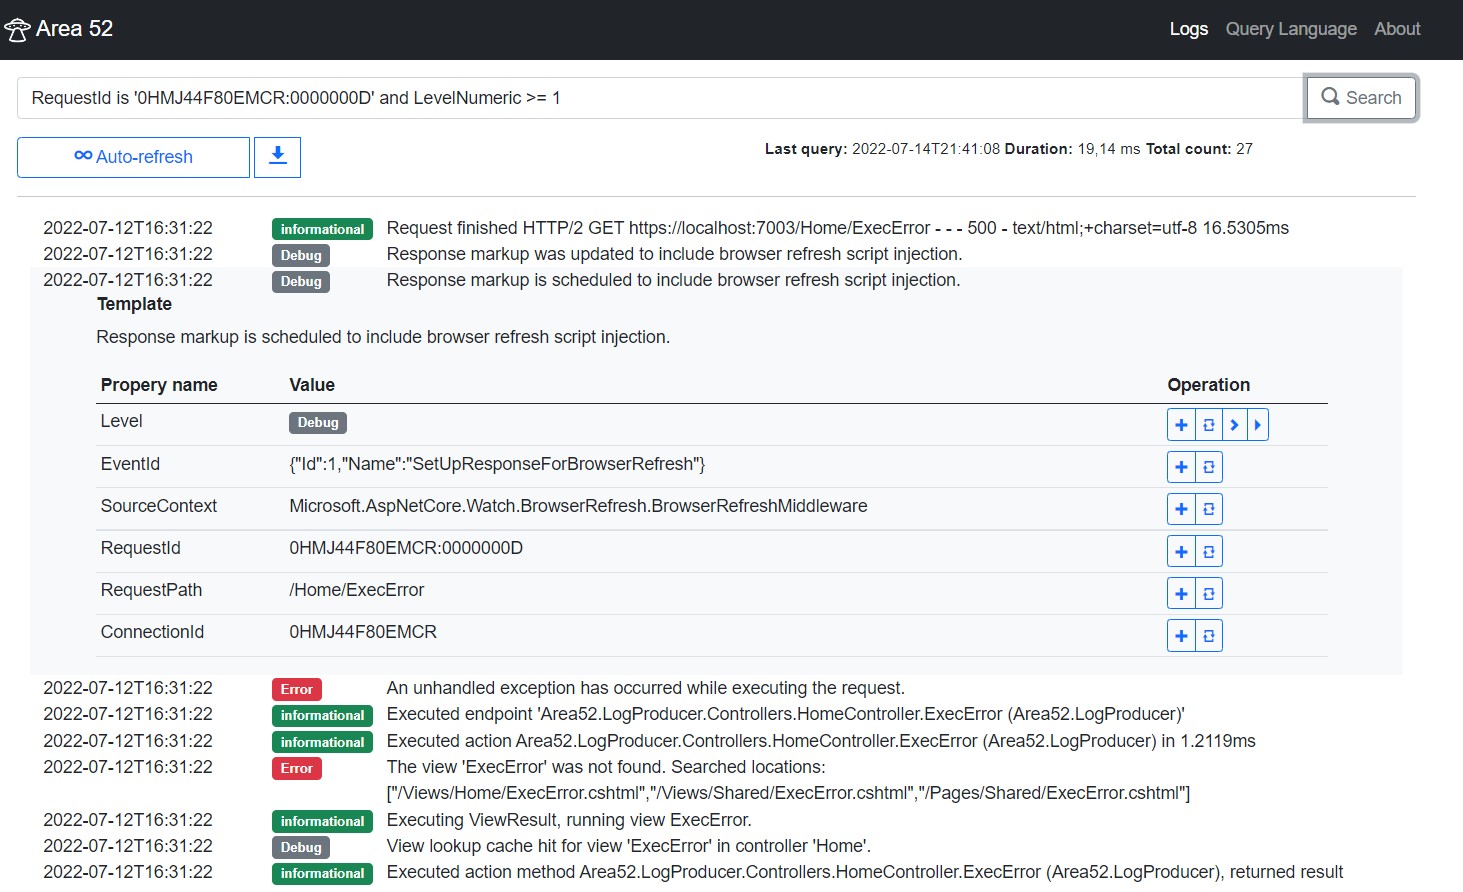 Area 52 Logs Query Language About
RequestId is '0HMJ44F80EMCR:0000000D' and LevelNumeric >= 1 Search
Auto-refresh Last query: 2022-07-14T21:41:08 Duration: 19,14 ms Total count: 27
2022-07-12T16:31:22 informational Request finished HTTP/2 GET https://localhost:7003/Home/ExecError - - - 500 - text/html;+charset=utf-8 16.5305ms
2022-07-12T16:31:22 Debug Response markup was updated to include browser refresh script injection.
2022-07-12T16:31:22 Debug Response markup is scheduled to include browser refresh script injection.
Template
Response markup is scheduled to include browser refresh script injection.
Propery name Value Operation
Level Debug
EventId {"Id":1,"Name":"SetUpResponseForBrowserRefresh"}
SourceContext Microsoft.AspNetCore.Watch.BrowserRefresh.BrowserRefreshMiddleware
RequestId 0HMJ44F80EMCR:0000000D
RequestPath /Home/ExecError
ConnectionId 0HMJ44F80EMCR
2022-07-12T16:31:22 Error An unhandled exception has occurred while executing the request.
2022-07-12T16:31:22 informational Executed endpoint 'Area52.LogProducer.Controllers.HomeController.ExecError (Area52.LogProducer)'
2022-07-12T16:31:22 informational Executed action Area52.LogProducer.Controllers.HomeController.ExecError (Area52.LogProducer) in 1.2119ms
2022-07-12T16:31:22 Error The view 'ExecError' was not found. Searched locations:
["/Views/Home/ExecError.cshtml","/Views/Shared/ExecError.cshtml","/Pages/Shared/ExecError.cshtml"]
2022-07-12T16:31:22 informational Executing ViewResult, running view ExecError.
2022-07-12T16:31:22 Debug View lookup cache hit for view 'ExecError' in controller 'Home'.
2022-07-12T16:31:22 informational Executed action method Area52.LogProducer.Controllers.HomeController.ExecError (Area52.LogProducer), returned result